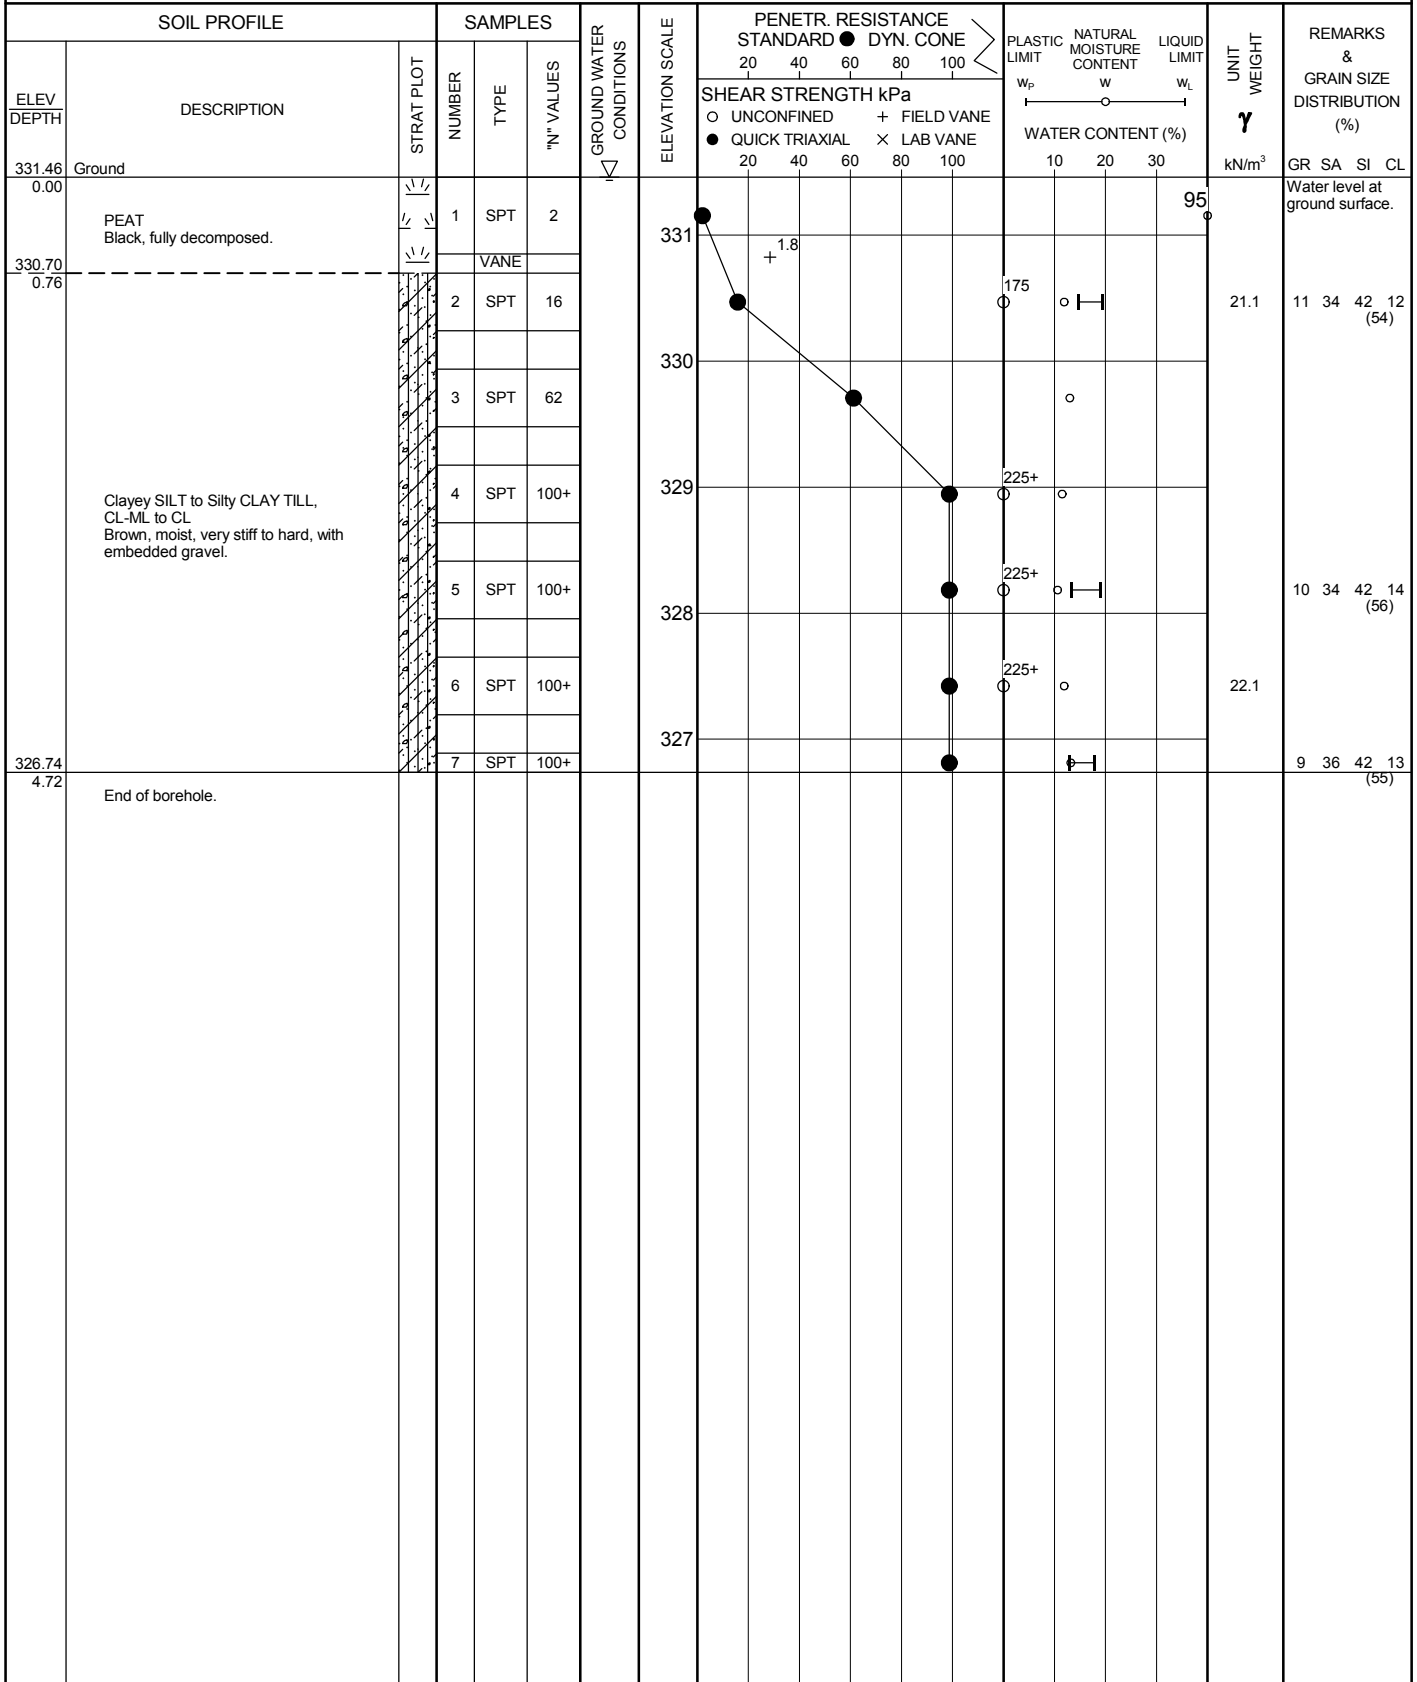 SOIL PROFILE
SAMPLES
GROUND WATER
CONDITIONS
ELEVATION SCALE
PENETR. RESISTANCE
STANDARD ● DYN. CONE
20 40 60 80 100
SHEAR STRENGTH kPa
○ UNCONFINED + FIELD VANE
● QUICK TRIAXIAL × LAB VANE
20 40 60 80 100
PLASTIC LIMIT
NATURAL MOISTURE CONTENT
LIQUID LIMIT
WP W WL
WATER CONTENT (%)
10 20 30
UNIT WEIGHT
γ
kN/m³
REMARKS
&
GRAIN SIZE
DISTRIBUTION
(%)
GR SA SI CL
ELEV
DEPTH
DESCRIPTION
STRAT PLOT
NUMBER
TYPE
"N" VALUES
331.46 Ground
0.00
PEAT
Black, fully decomposed.
1 SPT 2
95
Water level at
ground surface.
331
1.8
VANE
330.70
0.76
2 SPT 16
175
21.1
11 34 42 12
(54)
330
3 SPT 62
Clayey SILT to Silty CLAY TILL,
CL-ML to CL
Brown, moist, very stiff to hard, with
embedded gravel.
329
4 SPT 100+
225+
5 SPT 100+
225+
10 34 42 14
(56)
328
6 SPT 100+
225+
22.1
327
7 SPT 100+
9 36 42 13
(55)
326.74
4.72
End of borehole.